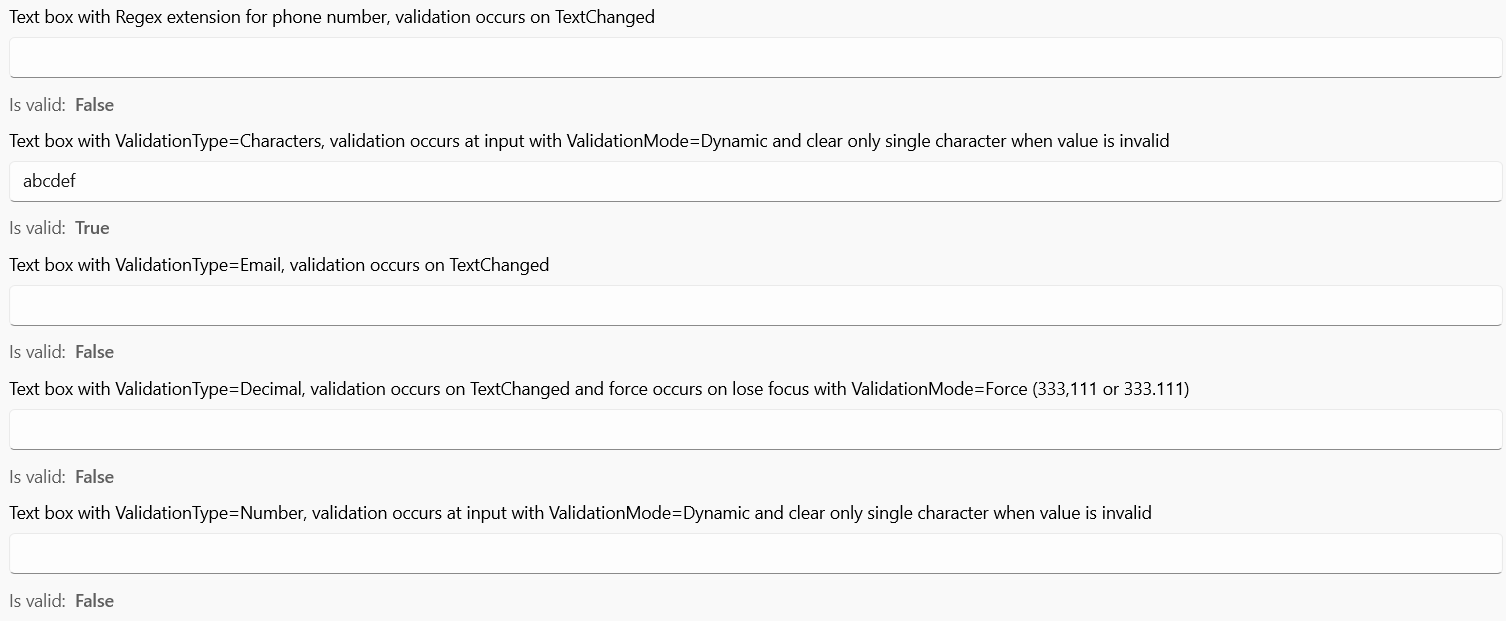 Text box with Regex extension for phone number, validation occurs on TextChanged
Is valid: False
Text box with ValidationType=Characters, validation occurs at input with ValidationMode=Dynamic and clear only single character when value is invalid
abcdef
Is valid: True
Text box with ValidationType=Email, validation occurs on TextChanged
Is valid: False
Text box with ValidationType=Decimal, validation occurs on TextChanged and force occurs on lose focus with ValidationMode=Force (333,111 or 333.111)
Is valid: False
Text box with ValidationType=Number, validation occurs at input with ValidationMode=Dynamic and clear only single character when value is invalid
Is valid: False